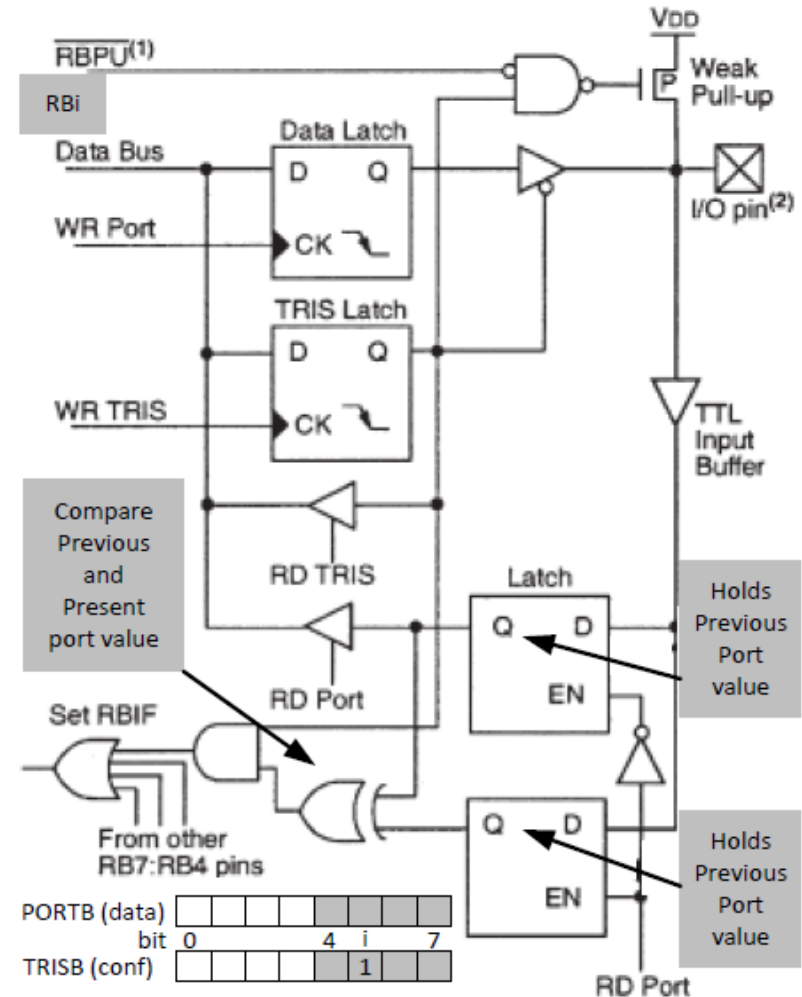 VDD
RBPU(1)
Weak
Pull-up
P
RBi
Data Latch
Data Bus
D Q
I/O pin(2)
WR Port
CK
TRIS Latch
D Q
WR TRIS
CK
TTL
Input
Buffer
Compare
Previous
and
Present
port value
RD TRIS
Latch
Q D
EN
Holds
Previous
Port
value
RD Port
Set RBIF
Q D
EN
Holds
Previous
Port
value
From other
RB7:RB4 pins
PORTB (data)
bit 0 4 i 7
TRISB (conf) 1
RD Port